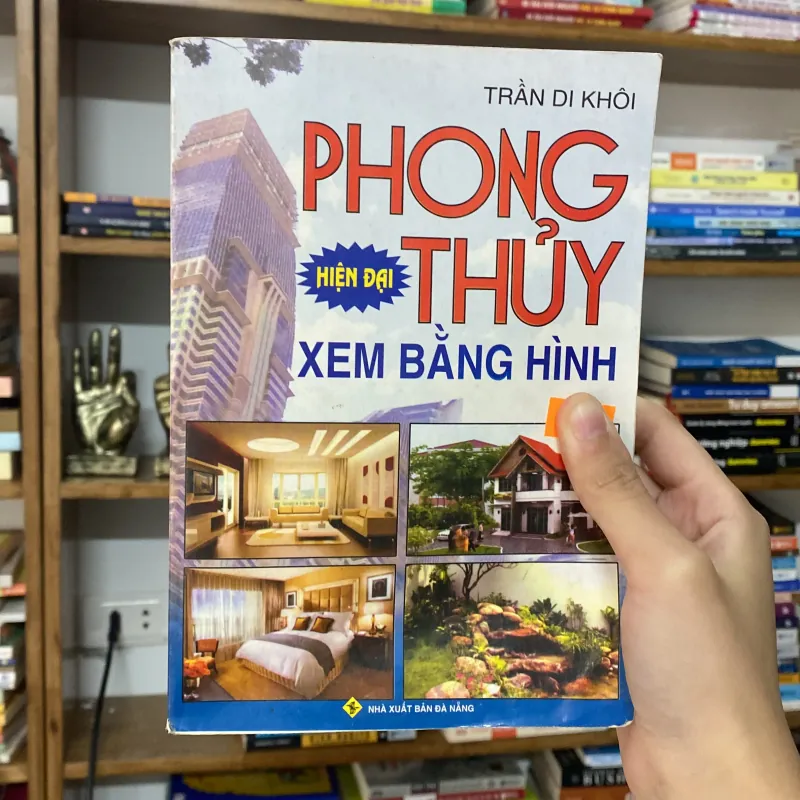 TRẦN DI KHÔI
PHONG
HIỆN ĐẠI
THỦY
XEM BẰNG HÌNH
NHÀ XUẤT BẢN ĐÀ NẴNG